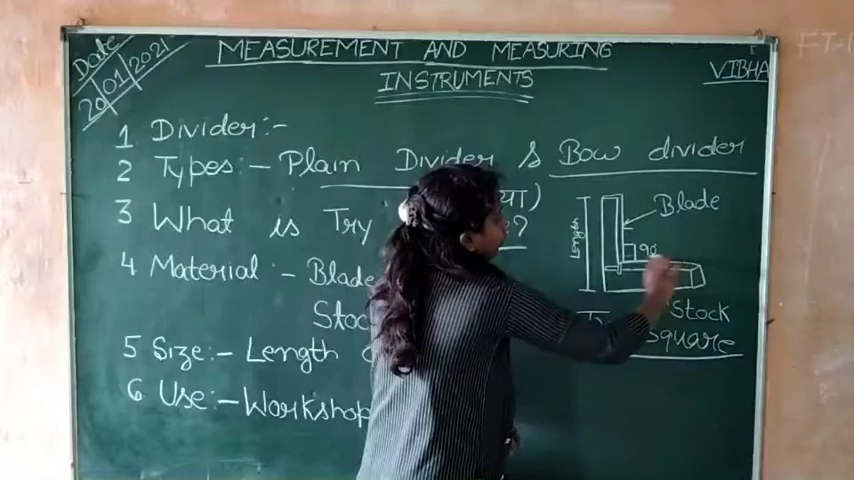 Date
20/01/2021
MEASUREMENT AND MEASURING
INSTRUMENTS
VIBHA
1 Divider:-
2 Types:- Plain Divider & Bow divider
3 What is Try
?
4 Material:- Blade
5 Size:- Length
6 Use:- Workshop
Blade
Length
90°
Stock
Square